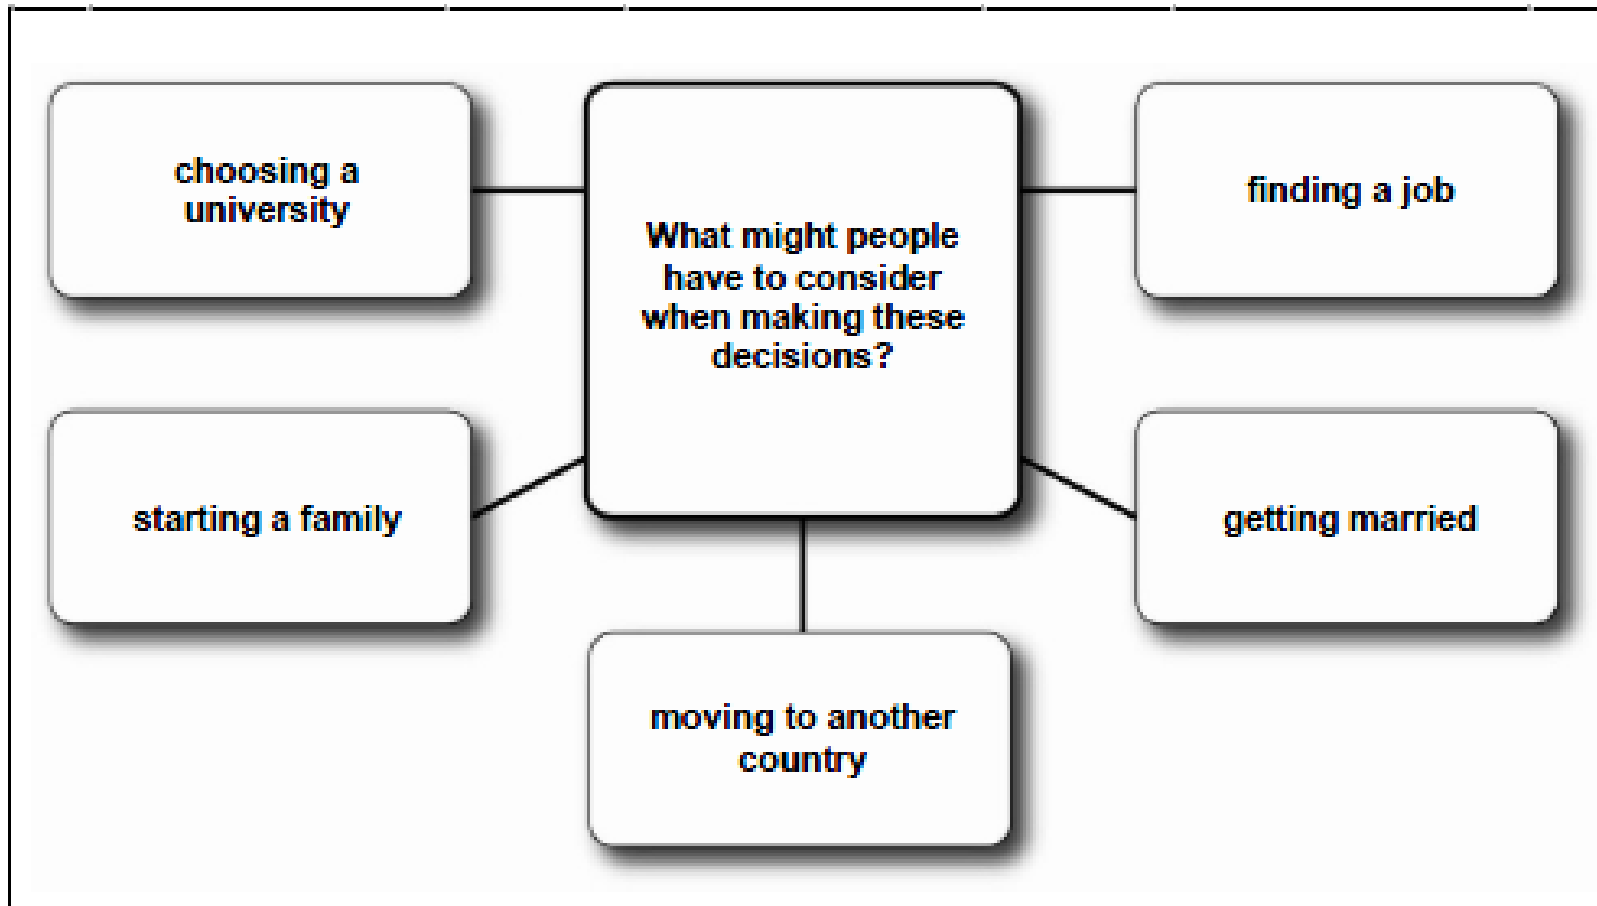 choosing a
university
What might people
have to consider
when making these
decisions?
finding a job
starting a family
getting married
moving to another
country